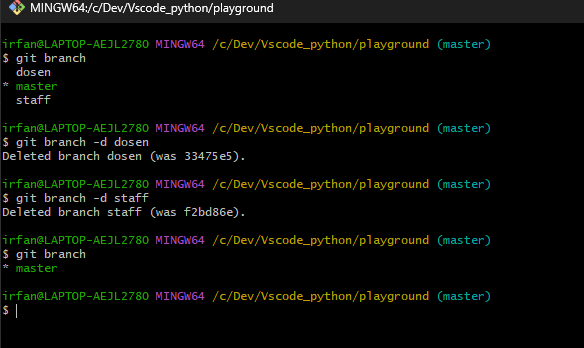 MINGW64:/c/Dev/Vscode_python/playground
irfan@LAPTOP-AEJL2780 MINGW64 /c/Dev/Vscode_python/playground (master)
$ git branch
  dosen
* master
  staff
irfan@LAPTOP-AEJL2780 MINGW64 /c/Dev/Vscode_python/playground (master)
$ git branch -d dosen
Deleted branch dosen (was 33475e5).
irfan@LAPTOP-AEJL2780 MINGW64 /c/Dev/Vscode_python/playground (master)
$ git branch -d staff
Deleted branch staff (was f2bd86e).
irfan@LAPTOP-AEJL2780 MINGW64 /c/Dev/Vscode_python/playground (master)
$ git branch
* master
irfan@LAPTOP-AEJL2780 MINGW64 /c/Dev/Vscode_python/playground (master)
$